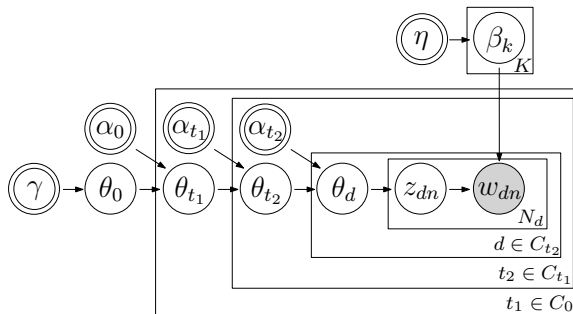 η β_k
K
α_0 α_{t_1} α_{t_2}
γ θ_0 θ_{t_1} θ_{t_2} θ_d z_{dn} w_{dn}
N_d
d ∈ C_{t_2}
t_2 ∈ C_{t_1}
t_1 ∈ C_0